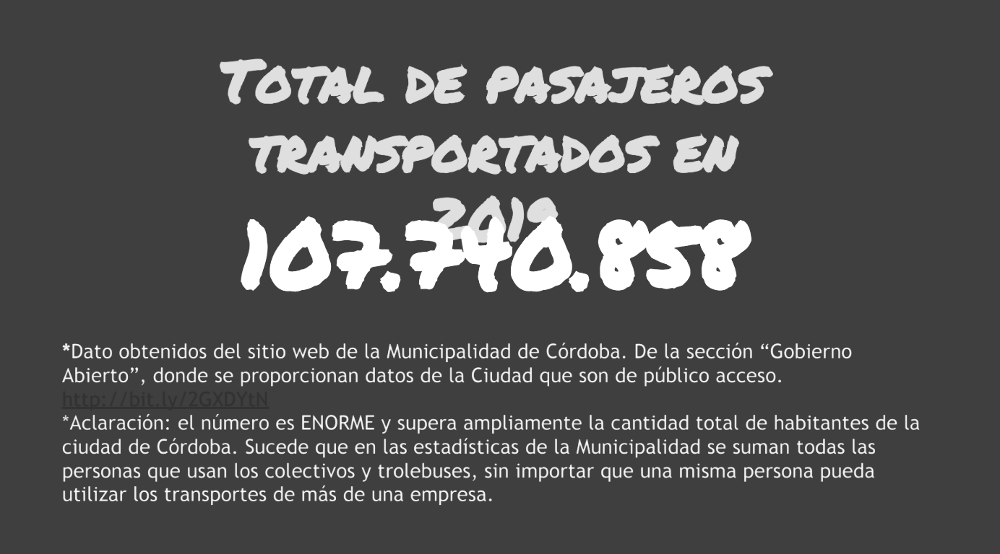 Total de pasajeros
transportados en
2019
107.740.858
*Dato obtenidos del sitio web de la Municipalidad de Córdoba. De la sección “Gobierno
Abierto”, donde se proporcionan datos de la Ciudad que son de público acceso.
http://bit.ly/2GXDYtN
*Aclaración: el número es ENORME y supera ampliamente la cantidad total de habitantes de la
ciudad de Córdoba. Sucede que en las estadísticas de la Municipalidad se suman todas las
personas que usan los colectivos y trolebuses, sin importar que una misma persona pueda
utilizar los transportes de más de una empresa.